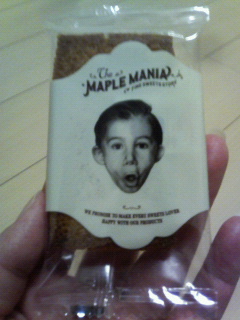 The
MAPLE MANIA
WE PROMISE TO MAKE EVERY SWEETS LOVER
HAPPY WITH OUR PRODUCTS